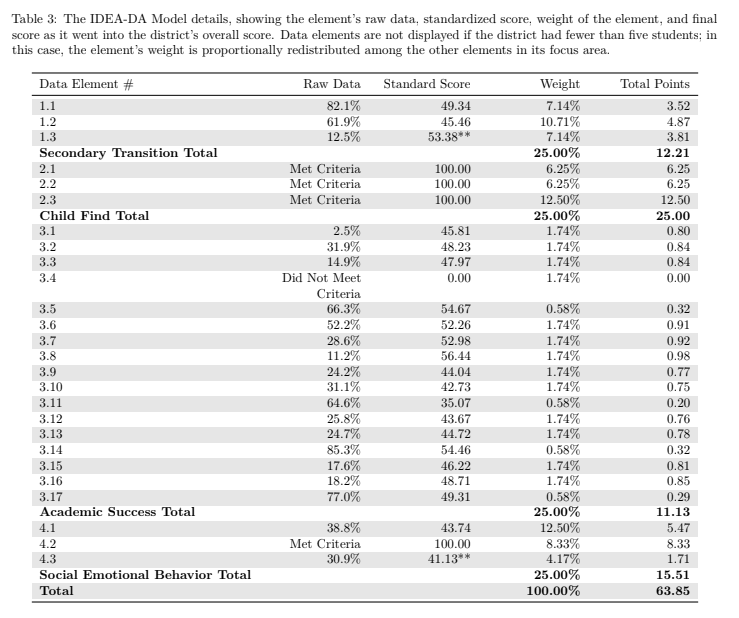 Table 3: The IDEA-DA Model details, showing the element's raw data, standardized score, weight of the element, and final
score as it went into the district's overall score. Data elements are not displayed if the district had fewer than five students; in
this case, the element's weight is proportionally redistributed among the other elements in its focus area.
Data Element # Raw Data Standard Score Weight Total Points
1.1 82.1% 49.34 7.14% 3.52
1.2 61.9% 45.46 10.71% 4.87
1.3 12.5% 53.38** 7.14% 3.81
Secondary Transition Total 25.00% 12.21
2.1 Met Criteria 100.00 6.25% 6.25
2.2 Met Criteria 100.00 6.25% 6.25
2.3 Met Criteria 100.00 12.50% 12.50
Child Find Total 25.00% 25.00
3.1 2.5% 45.81 1.74% 0.80
3.2 31.9% 48.23 1.74% 0.84
3.3 14.9% 47.97 1.74% 0.84
3.4 Did Not Meet 0.00 1.74% 0.00
Criteria
3.5 66.3% 54.67 0.58% 0.32
3.6 52.2% 52.26 1.74% 0.91
3.7 28.6% 52.98 1.74% 0.92
3.8 11.2% 56.44 1.74% 0.98
3.9 24.2% 44.04 1.74% 0.77
3.10 31.1% 42.73 1.74% 0.75
3.11 64.6% 35.07 0.58% 0.20
3.12 25.8% 43.67 1.74% 0.76
3.13 24.7% 44.72 1.74% 0.78
3.14 85.3% 54.46 0.58% 0.32
3.15 17.6% 46.22 1.74% 0.81
3.16 18.2% 48.71 1.74% 0.85
3.17 77.0% 49.31 0.58% 0.29
Academic Success Total 25.00% 11.13
4.1 38.8% 43.74 12.50% 5.47
4.2 Met Criteria 100.00 8.33% 8.33
4.3 30.9% 41.13** 4.17% 1.71
Social Emotional Behavior Total 25.00% 15.51
Total 100.00% 63.85